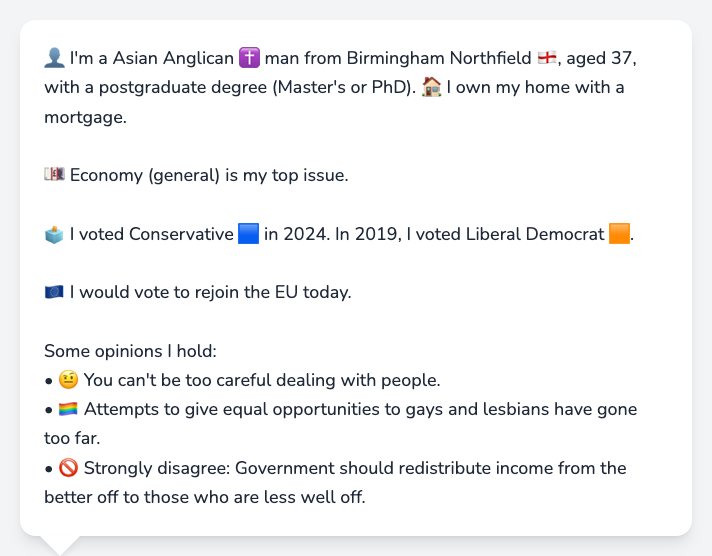 👤 I'm a Asian Anglican ✝️ man from Birmingham Northfield 🏴󠁧󠁢󠁥󠁮󠁧󠁿, aged 37,
with a postgraduate degree (Master's or PhD). 🏠 I own my home with a
mortgage.
💷 Economy (general) is my top issue.
🗳️ I voted Conservative 🟦 in 2024. In 2019, I voted Liberal Democrat 🟧.
🇪🇺 I would vote to rejoin the EU today.
Some opinions I hold:
• 🤨 You can't be too careful dealing with people.
• 🏳️‍🌈 Attempts to give equal opportunities to gays and lesbians have gone
too far.
• 🚫 Strongly disagree: Government should redistribute income from the
better off to those who are less well off.